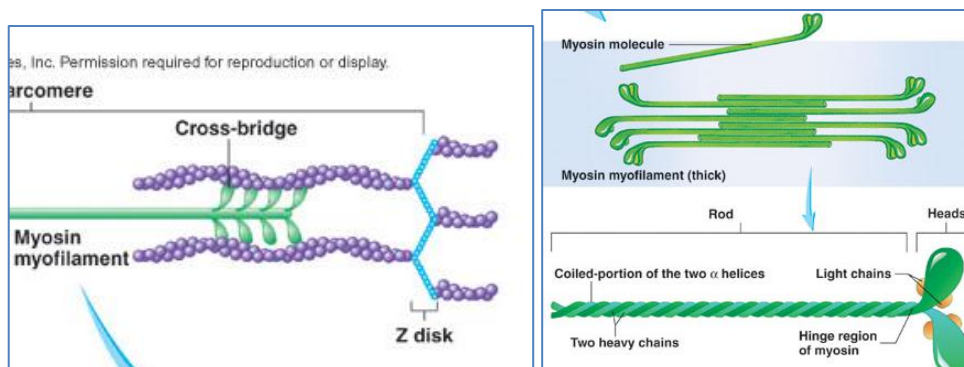 es, Inc. Permission required for reproduction or display.
arcomere
Cross-bridge
Myosin
myofilament
Z disk
Myosin molecule
Myosin myofilament (thick)
Rod
Heads
Coiled-portion of the two α helices
Light chains
Two heavy chains
Hinge region
of myosin